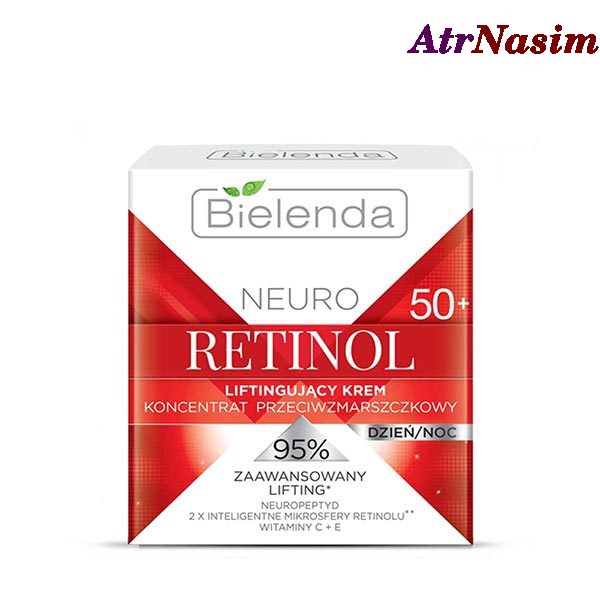 AtrNasim
Bielenda
Bielenda
NEURO
50+
RETINOL
LIFTINGUJĄCY KREM
KONCENTRAT PRZECIWZMARSZCZKOWY
DZIEŃ/NOC
95%
ZAAWANSOWANY
LIFTING*
NEUROPEPTYD
2 X INTELIGENTNE MIKROSFERY RETINOLU**
WITAMINY C + E